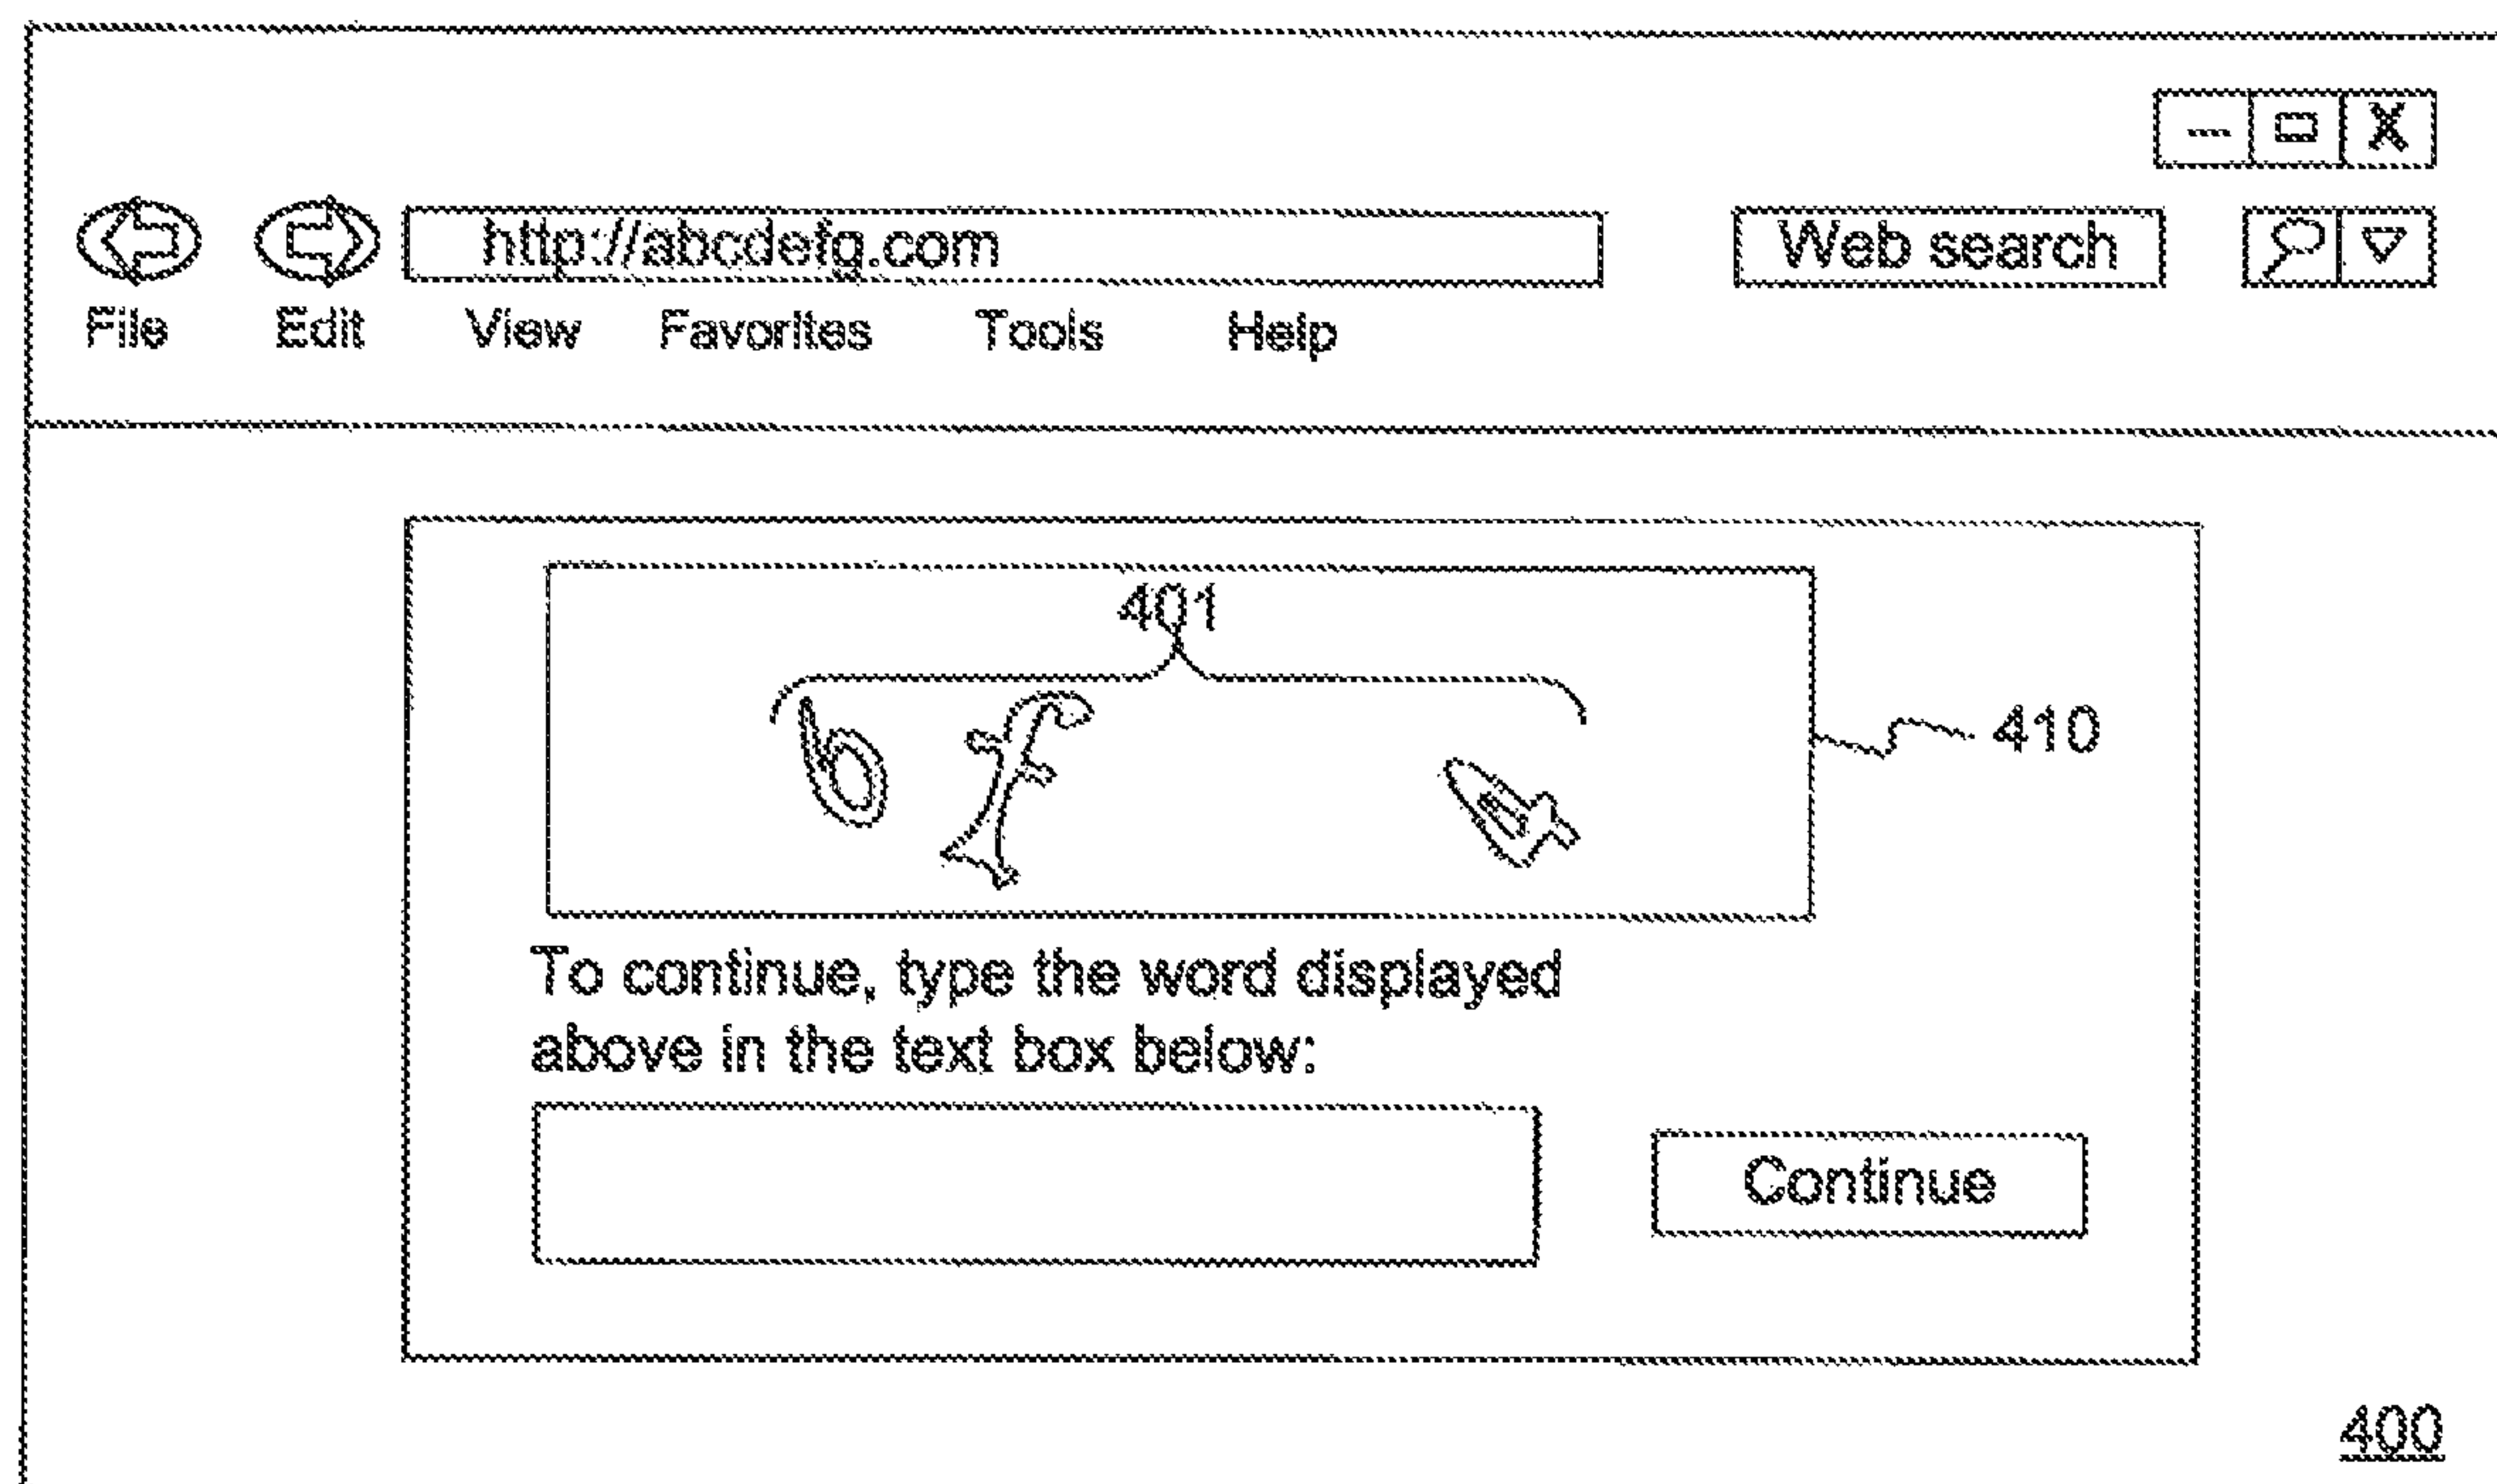 http://abcdefg.com
Web search
File Edit View Favorites Tools Help
401
b f
410
To continue, type the word displayed
above in the text box below:
Continue
400